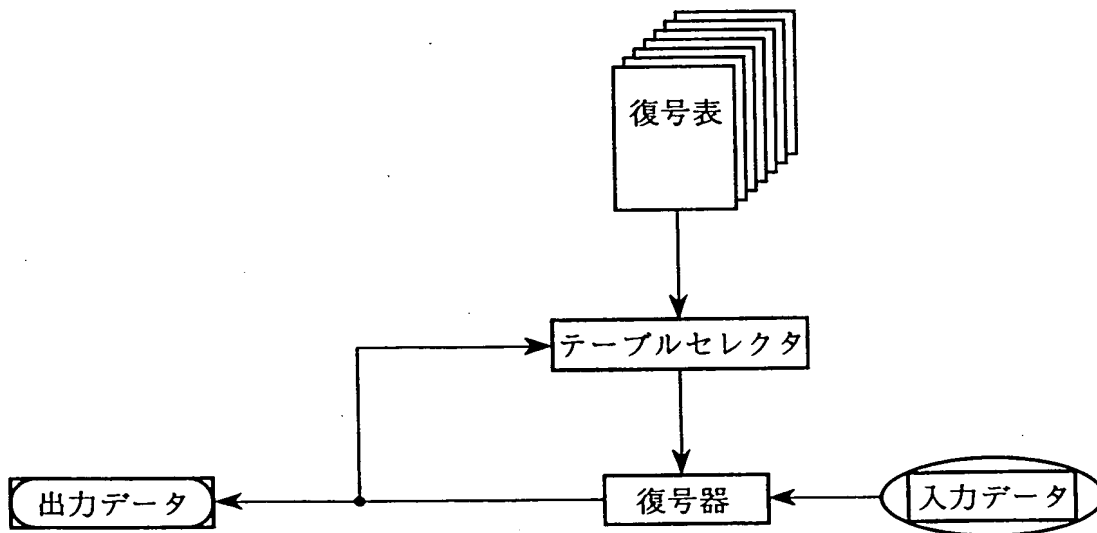 復号表
テーブルセレクタ
出力データ
復号器
入力データ